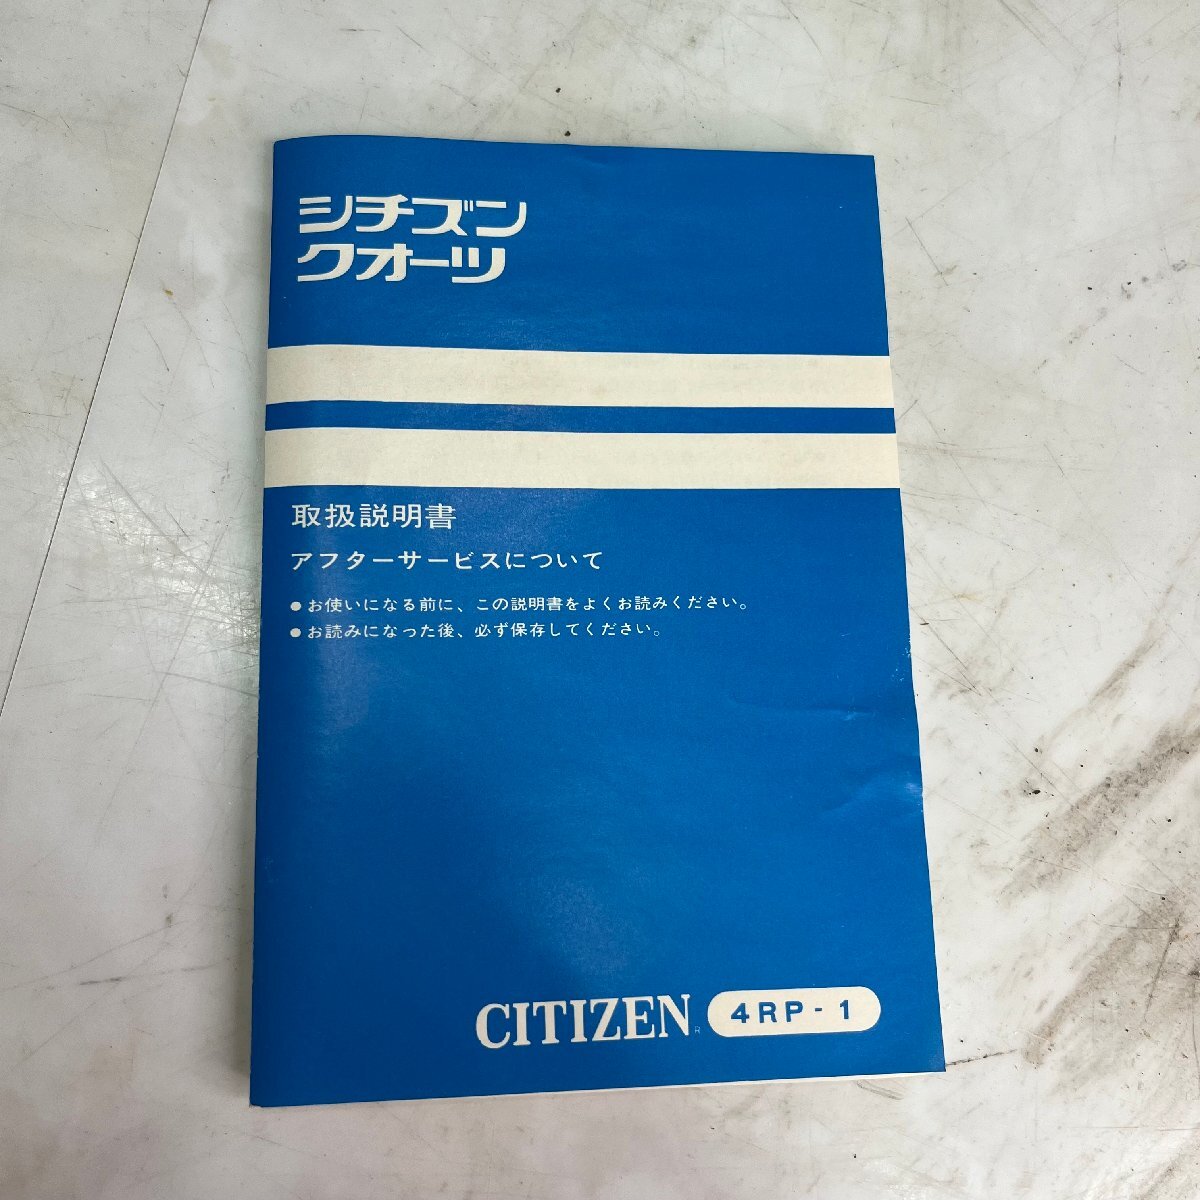 シチズン
クオーツ
取扱説明書
アフターサービスについて
●お使いになる前に、この説明書をよくお読みください。
●お読みになった後、必ず保存してください。
CITIZEN® 4RP-1